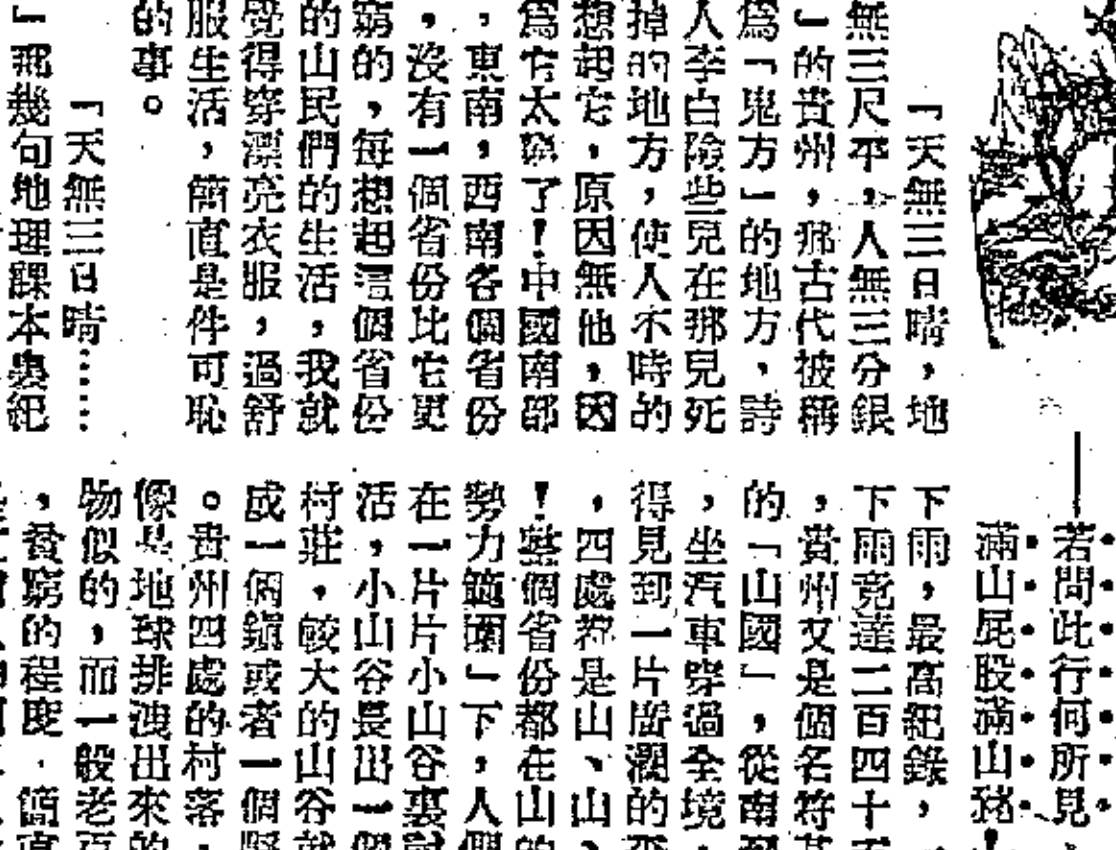 若問此行何所見、
滿山屁股滿山豬!
「天無三日晴,地
無三尺平,人無三分銀
」的貴州,那古代被稱
為「鬼方」的地方,詩
人李白險些兒在那兒死
掉的地方,使人不時的
想起它,原因無他,因
為它太窮了!中國南部
,東南,西南各個省份
,沒有一個省份比它更
窮的,每想起這個省份
的山民們的生活,我就
覺得穿漂亮衣服,過舒
服生活,簡直是件可恥
的事。
「天無三日晴……
」那幾句地理課本裏紀
下雨,最高紀錄,
下雨竟達二百四十
,貴州又是個名符
的「山國」,從南
,坐汽車穿過全境
得見到一片廣濶的
,四處都是山、山、
!整個省份都在山的
勢力範圍」下,人們
在一片片小山谷裏討
活,小山谷是出一個
村莊,較大的山谷就
成一個鎮或者一個縣
。貴州四處的村落,
像是地球排洩出來的
物似的,而一般老百
,貧窮的程度,簡直